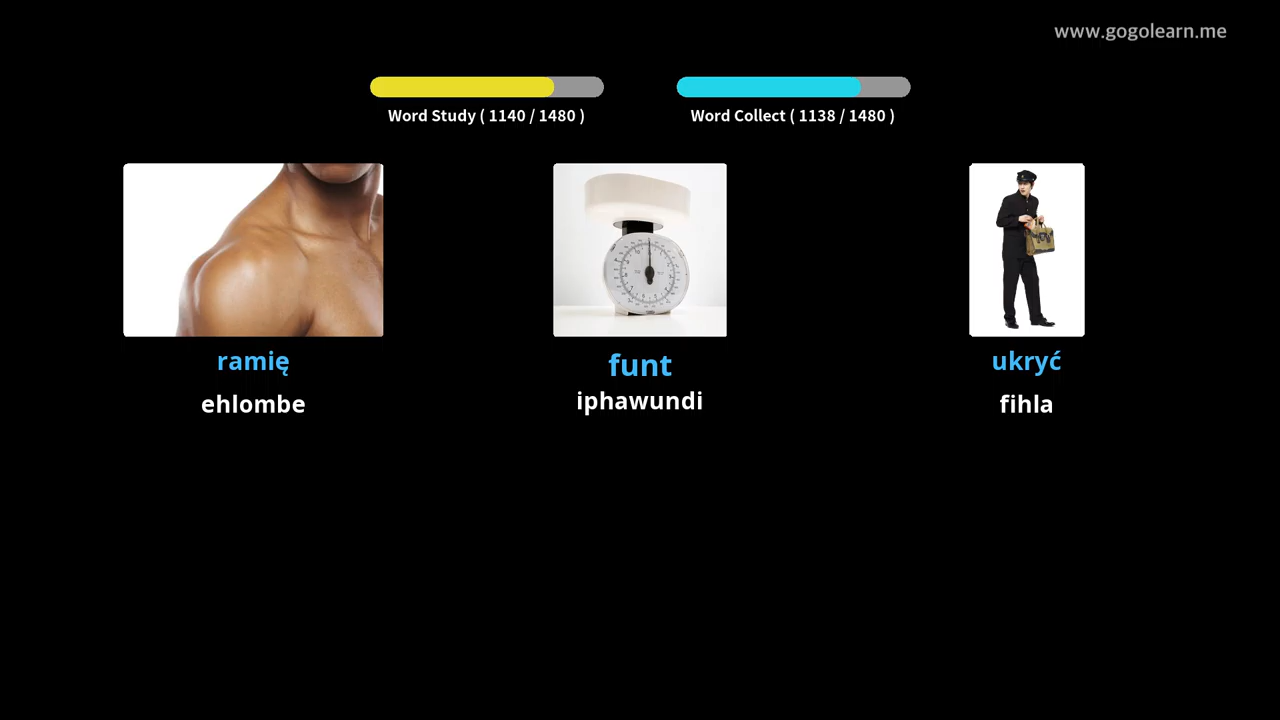 www.gogolearn.me
Word Study ( 1140 / 1480 )
Word Collect ( 1138 / 1480 )
ramię
ehlombe
funt
iphawundi
ukryć
fihla